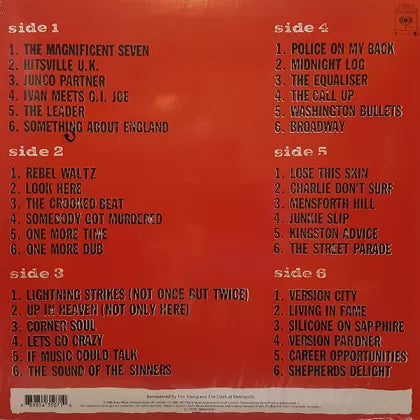 side 1
1. THE MAGNIFICENT SEVEN
2. HITSVILLE U.K.
3. JUNCO PARTNER
4. IVAN MEETS G.I. JOE
5. THE LEADER
6. SOMETHING ABOUT ENGLAND
side 2
1. REBEL WALTZ
2. LOOK HERE
3. THE CROOKED BEAT
4. SOMEBODY GOT MURDERED
5. ONE MORE TIME
6. ONE MORE DUB
side 3
1. LIGHTNING STRIKES (NOT ONCE BUT TWICE)
2. UP IN HEAVEN (NOT ONLY HERE)
3. CORNER SOUL
4. LETS GO CRAZY
5. IF MUSIC COULD TALK
6. THE SOUND OF THE SINNERS
side 4
1. POLICE ON MY BACK
2. MIDNIGHT LOG
3. THE EQUALISER
4. THE CALL UP
5. WASHINGTON BULLETS
6. BROADWAY
side 5
1. LOSE THIS SKIN
2. CHARLIE DON'T SURF
3. MENSFORTH HILL
4. JUNKIE SLIP
5. KINGSTON ADVICE
6. THE STREET PARADE
side 6
1. VERSION CITY
2. LIVING IN FAME
3. SILICONE ON SAPPHIRE
4. VERSION PARDNER
5. CAREER OPPORTUNITIES
6. SHEPHERDS DELIGHT
Remastered by Tim Young and The Clash at Metropolis